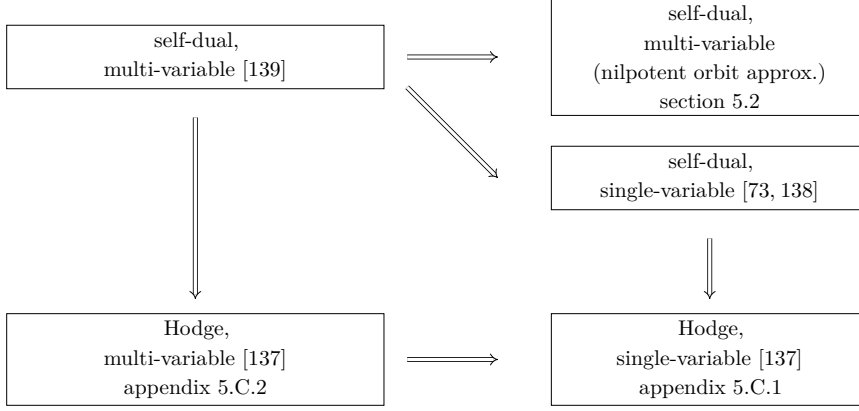 self-dual,
multi-variable [139]
self-dual,
multi-variable
(nilpotent orbit approx.)
section 5.2
self-dual,
single-variable [73, 138]
Hodge,
multi-variable [137]
appendix 5.C.2
Hodge,
single-variable [137]
appendix 5.C.1